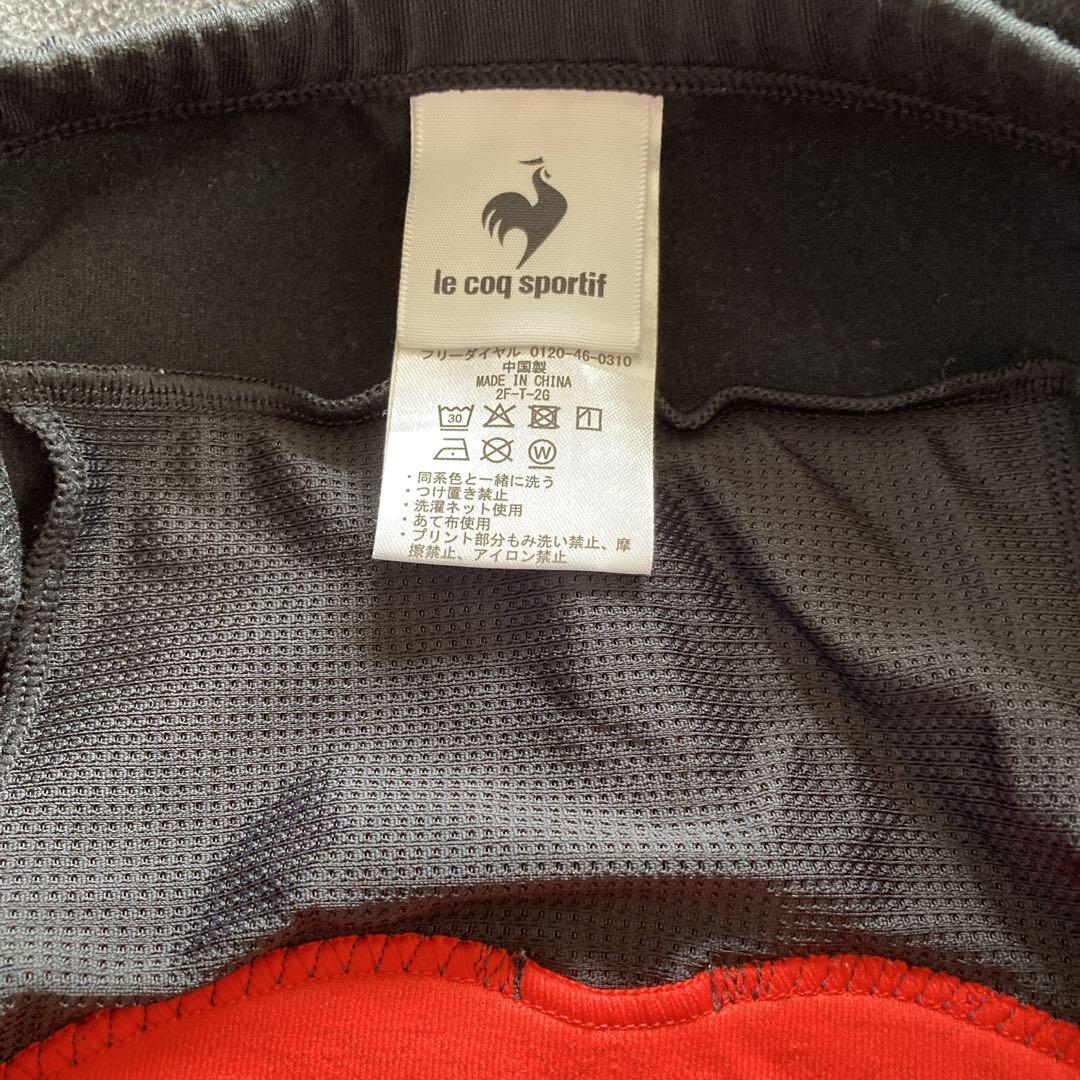 le coq sportif
フリーダイヤル 0120-46-0310
中国製
MADE IN CHINA
2F-T-2G
30
W
・同系色と一緒に洗う
・つけ置き禁止
・洗濯ネット使用
・あて布使用
・プリント部分もみ洗い禁止、摩
擦禁止、アイロン禁止